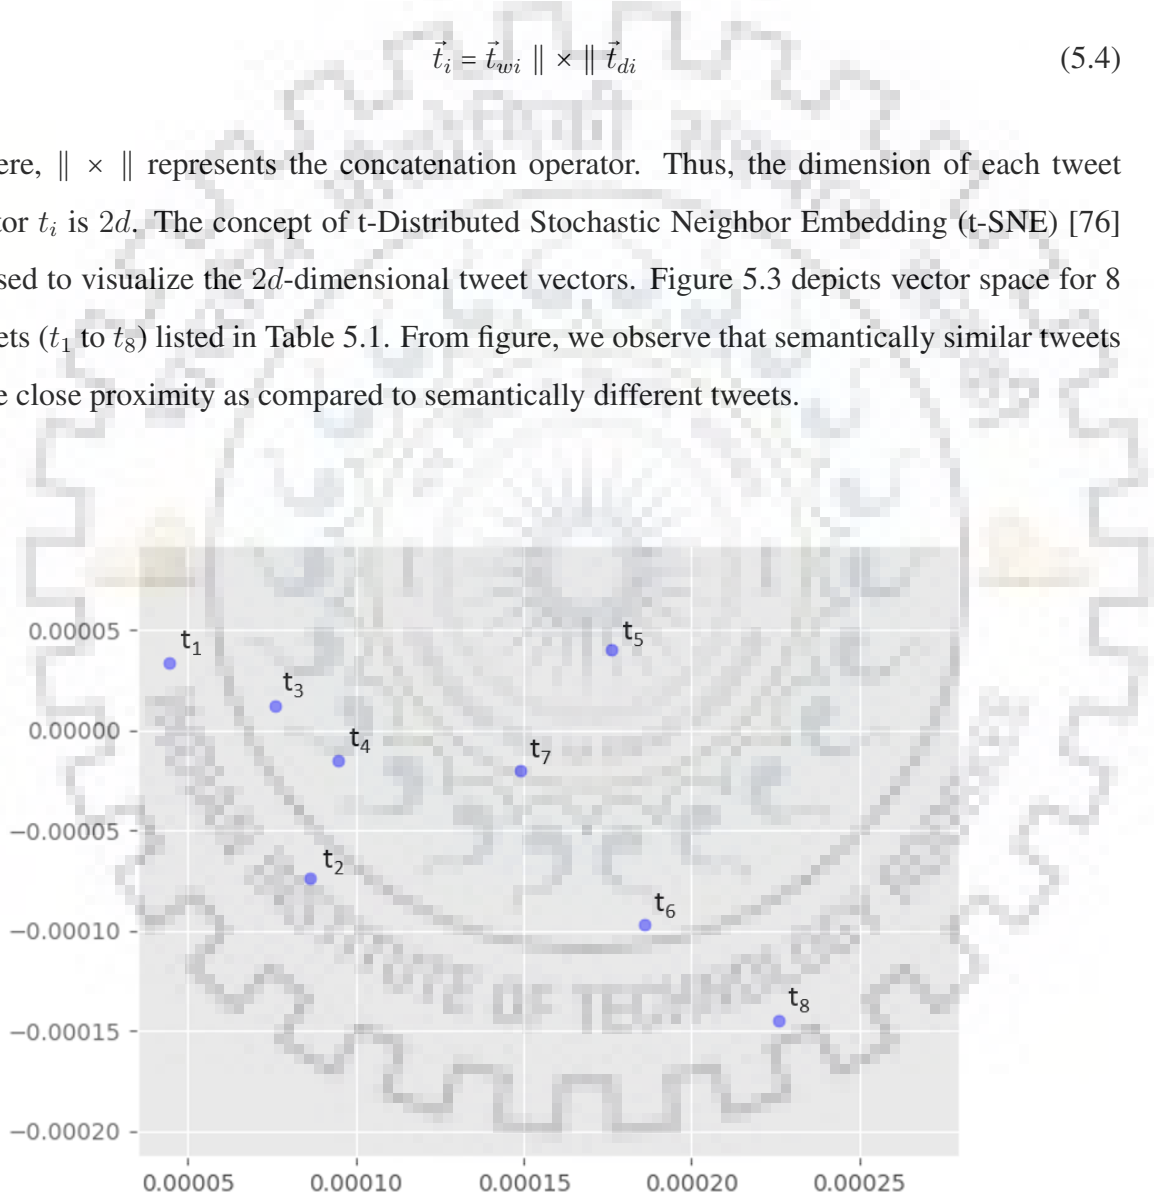 t⃗ᵢ = t⃗_wi ∥ × ∥ t⃗_di (5.4)
ere, ∥ × ∥ represents the concatenation operator. Thus, the dimension of each tweet
tor tᵢ is 2d. The concept of t-Distributed Stochastic Neighbor Embedding (t-SNE) [76]
sed to visualize the 2d-dimensional tweet vectors. Figure 5.3 depicts vector space for 8
ets (t₁ to t₈) listed in Table 5.1. From figure, we observe that semantically similar tweets
e close proximity as compared to semantically different tweets.
0.00005
t₁
t₅
t₃
0.00000
t₄
t₇
−0.00005
t₂
t₆
−0.00010
t₈
−0.00015
−0.00020
0.00005 0.00010 0.00015 0.00020 0.00025